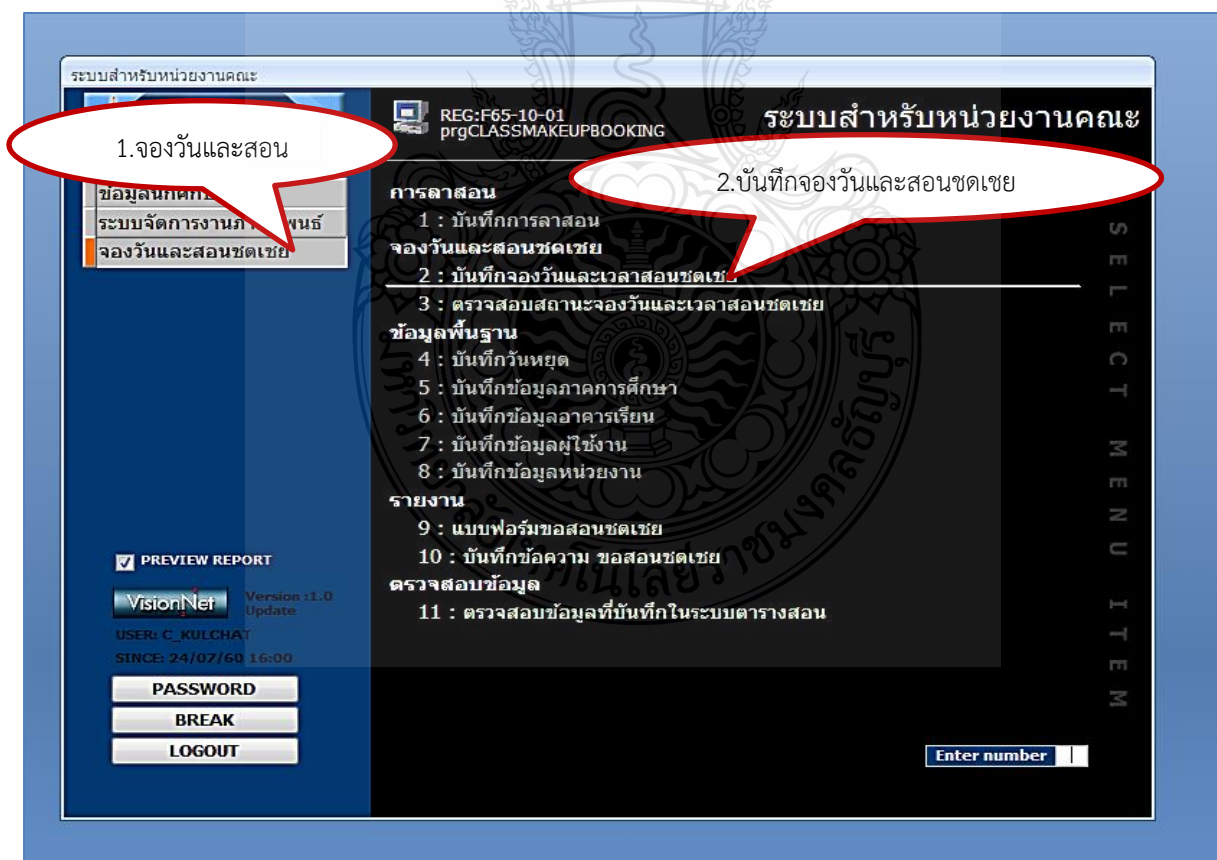 ระบบสำหรับหน่วยงานคณะ
REG:F65-10-01
prgCLASSMAKEUPBOOKING
ระบบสำหรับหน่วยงานคณะ
1.จองวันและสอน
2.บันทึกจองวันและสอนชดเชย
ระบบจัดการงานภา
นธ์
จองวันและสอนชดเชย
การลาสอน
1 : บันทึกการลาสอน
จองวันและสอนชดเชย
2 : บันทึกจองวันและเวลาสอนชดเชย
3 : ตรวจสอบสถานะจองวันและเวลาสอนชดเชย
ข้อมูลพื้นฐาน
4 : บันทึกวันหยุด
5 : บันทึกข้อมูลภาคการศึกษา
6 : บันทึกข้อมูลอาคารเรียน
7 : บันทึกข้อมูลผู้ใช้งาน
8 : บันทึกข้อมูลหน่วยงาน
รายงาน
9 : แบบฟอร์มขอสอนชดเชย
10 : บันทึกข้อความ ขอสอนชดเชย
ตรวจสอบข้อมูล
11 : ตรวจสอบข้อมูลที่บันทึกในระบบตารางสอน
SELECT MENU ITEM
PREVIEW REPORT
VisionNet
Version :1.0
Update
USER: C_KULCHAT
SINCE: 24/07/60 16:00
PASSWORD
BREAK
LOGOUT
Enter number